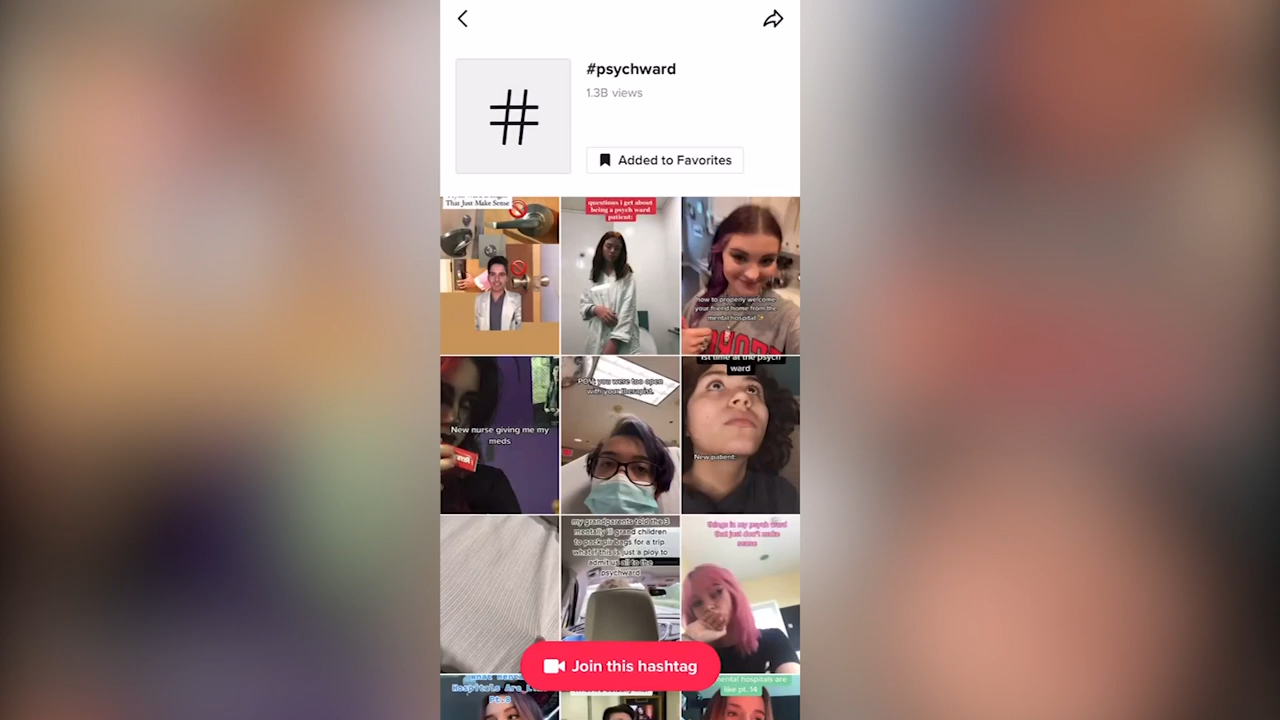 #psychward
1.3B views
Added to Favorites
That Just Make Sense
questions i get about
being a psych ward
patient:
how to properly welcome
your friend home from the
mental hospital ✨
New nurse giving me my
meds
POV: you were too open
with your therapist.
1st time at the psych
ward
New patient:
my grandparents told the 3
mentally ill grand children
to pack pjr bags for a trip.
what if this is just a ploy to
admit us all to the
psychward
things in my psych ward
that just don't make
sense
Join this hashtag
Hospitals Are
Pt.8
mental hospitals are
like pt. 14